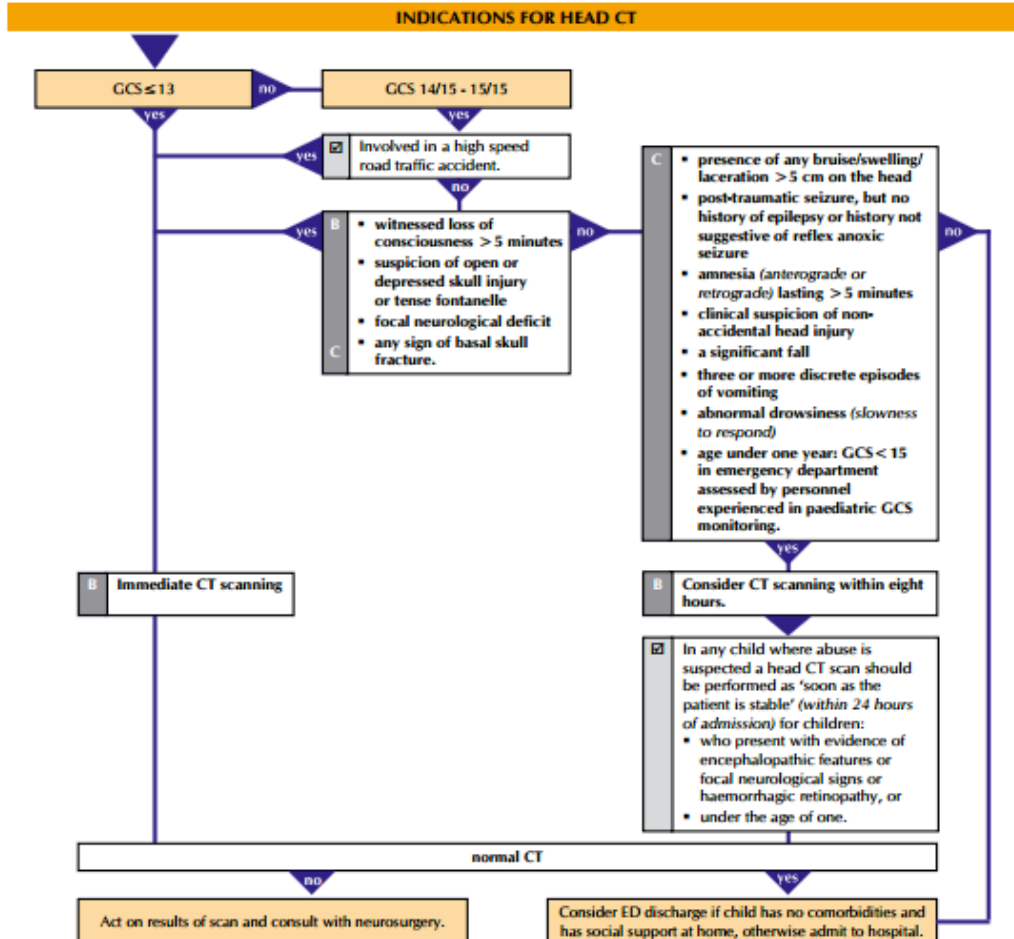 INDICATIONS FOR HEAD CT
GCS ≤ 13
no
GCS 14/15 - 15/15
yes
yes
yes
☑
Involved in a high speed
road traffic accident.
no
yes
B
▪ witnessed loss of
consciousness > 5 minutes
▪ suspicion of open or
depressed skull injury
or tense fontanelle
▪ focal neurological deficit
C
▪ any sign of basal skull
fracture.
no
C
▪ presence of any bruise/swelling/
laceration > 5 cm on the head
▪ post-traumatic seizure, but no
history of epilepsy or history not
suggestive of reflex anoxic
seizure
▪ amnesia (anterograde or
retrograde) lasting > 5 minutes
▪ clinical suspicion of non-
accidental head injury
▪ a significant fall
▪ three or more discrete episodes
of vomiting
▪ abnormal drowsiness (slowness
to respond)
▪ age under one year: GCS < 15
in emergency department
assessed by personnel
experienced in paediatric GCS
monitoring.
no
yes
B
Immediate CT scanning
B
Consider CT scanning within eight
hours.
☑
In any child where abuse is
suspected a head CT scan should
be performed as ‘soon as the
patient is stable’ (within 24 hours
of admission) for children:
▪ who present with evidence of
encephalopathic features or
focal neurological signs or
haemorrhagic retinopathy, or
▪ under the age of one.
normal CT
no
yes
Act on results of scan and consult with neurosurgery.
Consider ED discharge if child has no comorbidities and
has social support at home, otherwise admit to hospital.